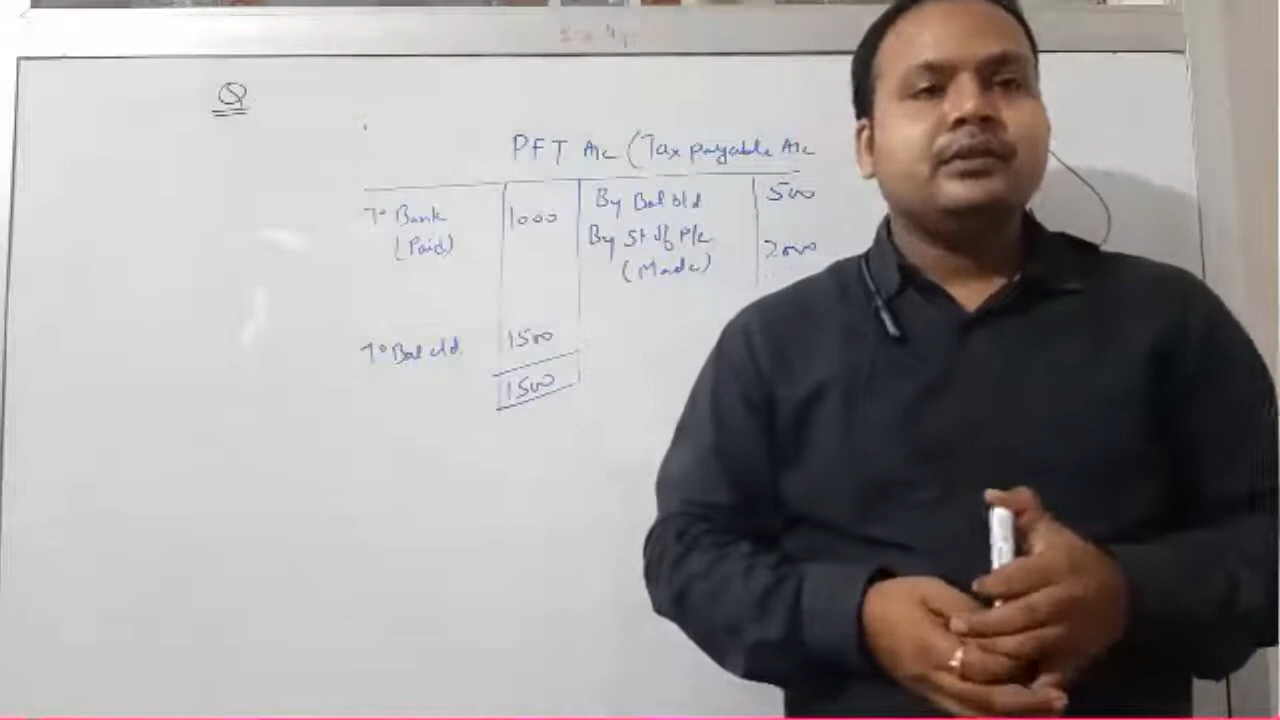 Q
PFT A/c (Tax payable A/c
To Bank 1000 By Bal b/d 500
(Paid) By St of P/L 2000
(Made)
To Bal c/d 1500
1500